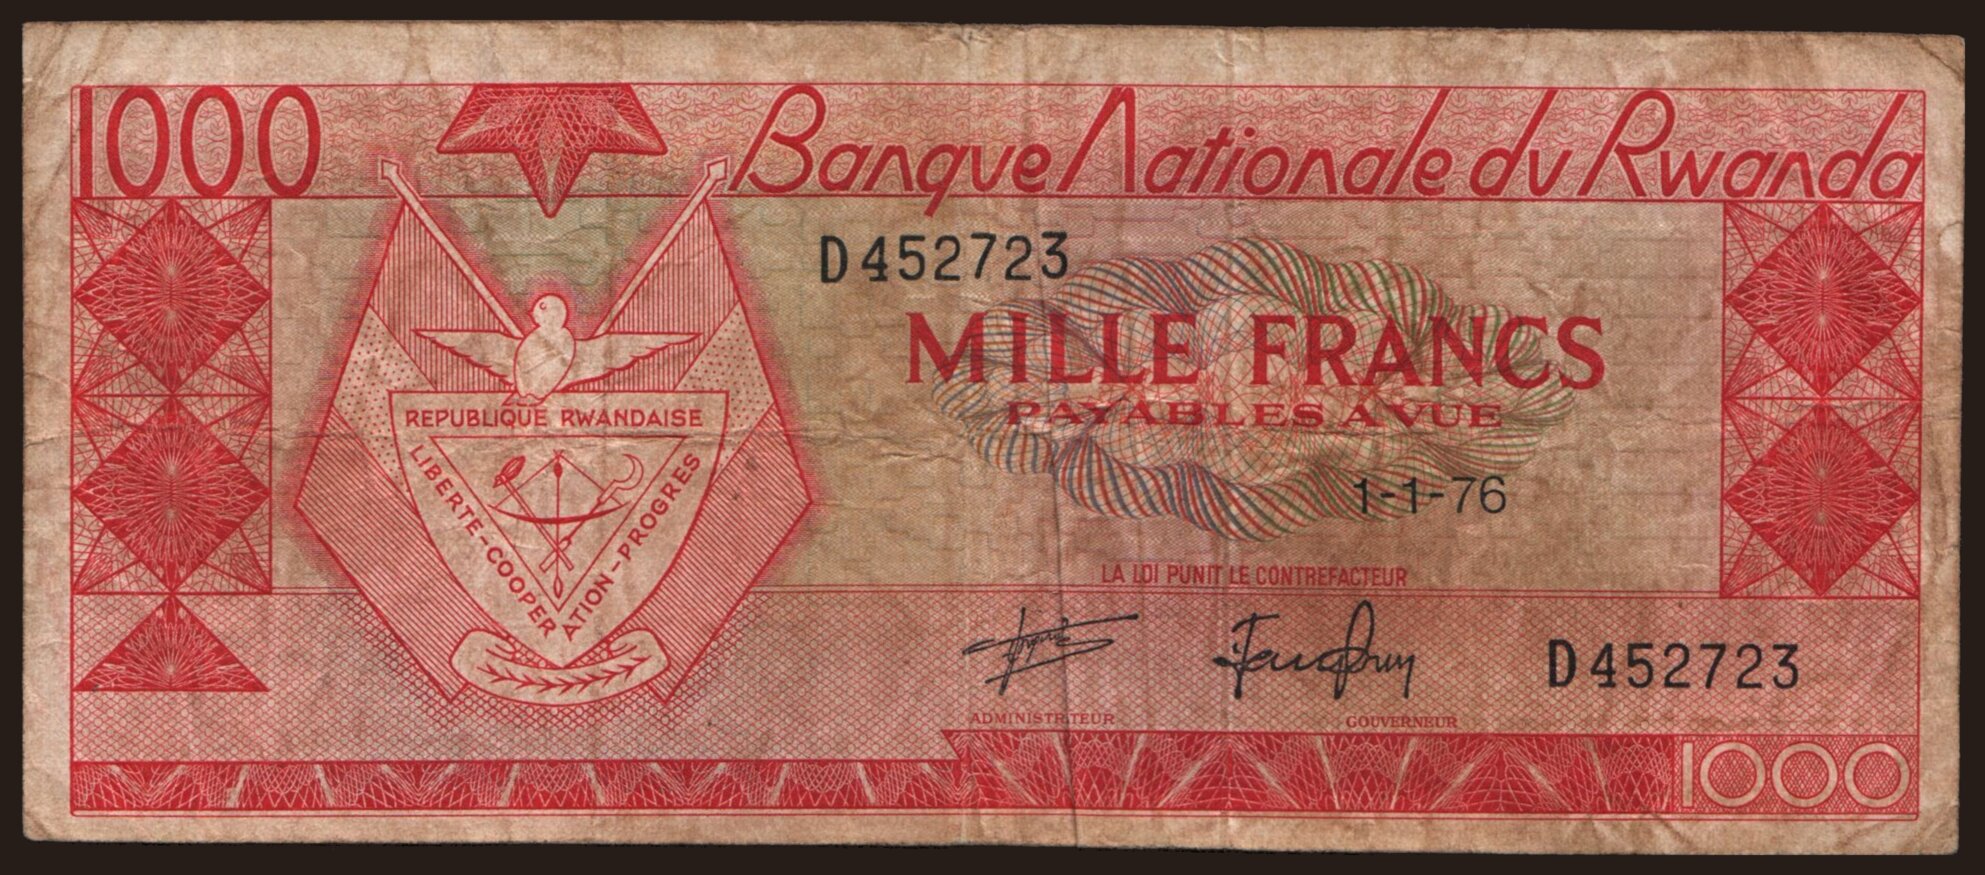 1000
Banque Nationale du Rwanda
D452723
MILLE FRANCS
PAYABLES A VUE
REPUBLIQUE RWANDAISE
LIBERTE-COOPERATION-PROGRES
1-1-76
LA LOI PUNIT LE CONTREFACTEUR
D452723
ADMINISTRTEUR
GOUVERNEUR
1000